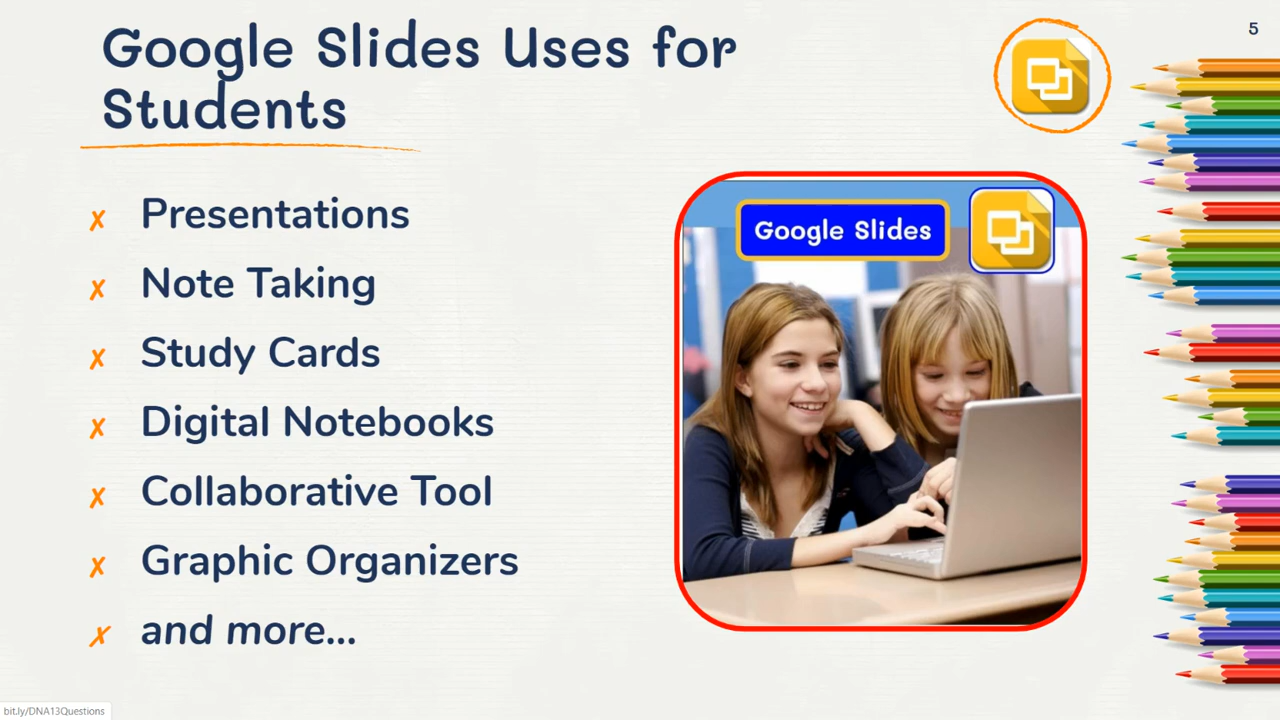 Google Slides Uses for
Students
5
Presentations
Note Taking
Study Cards
Digital Notebooks
Collaborative Tool
Graphic Organizers
and more...
Google Slides
bit.ly/DNA13Questions